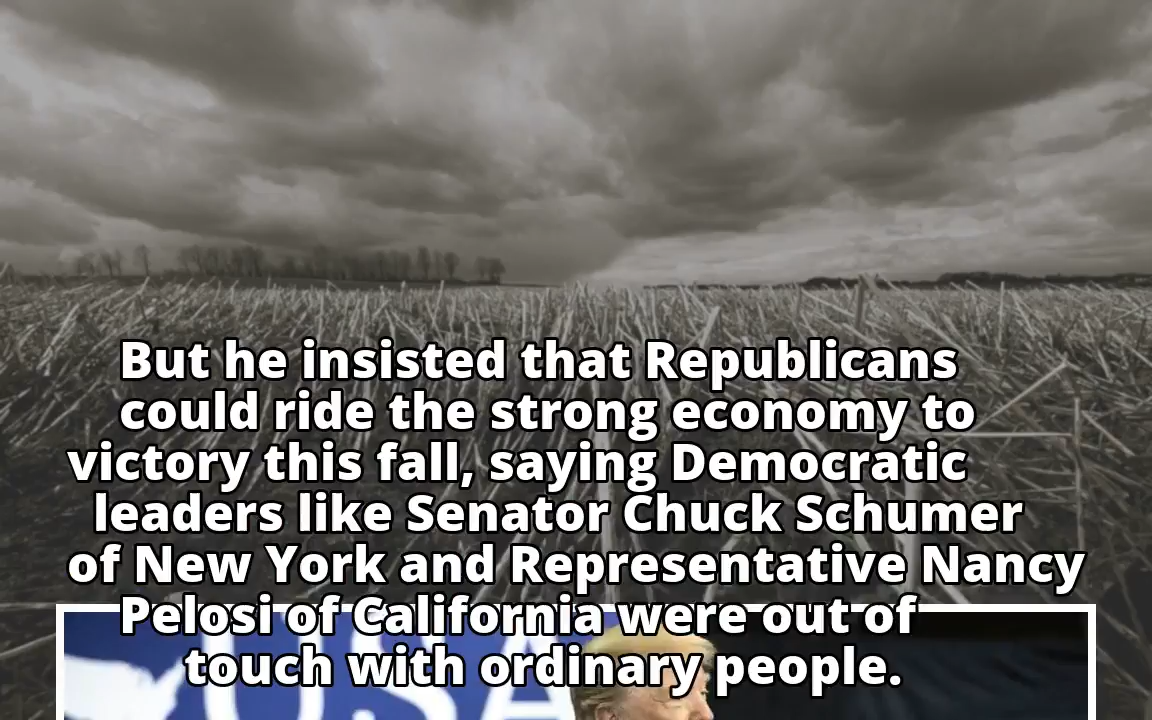 But he insisted that Republicans
could ride the strong economy to
victory this fall, saying Democratic
leaders like Senator Chuck Schumer
of New York and Representative Nancy
Pelosi of California were out of
touch with ordinary people.
USA